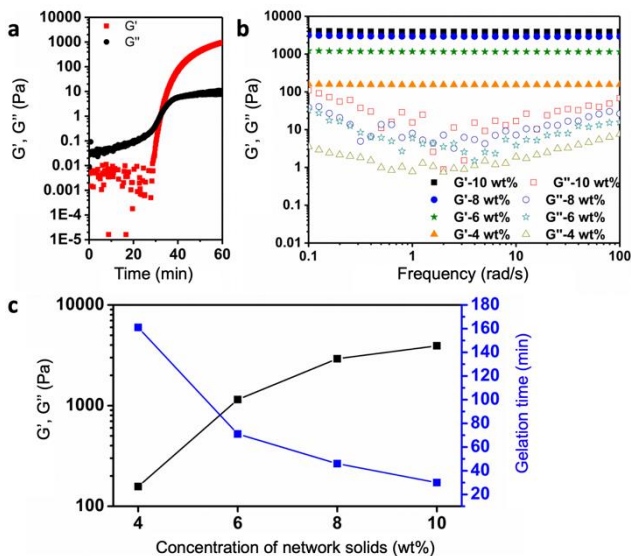 a
G'
G"
G', G" (Pa)
1000
100
10
1
0.1
0.01
0.001
1E-4
1E-5
0
20
40
60
Time (min)
b
G', G" (Pa)
10000
1000
100
10
1
0.1
0.01
G'-10 wt% G"-10 wt%
G'-8 wt% G"-8 wt%
G'-6 wt% G"-6 wt%
G'-4 wt% G"-4 wt%
0.1
1
10
100
Frequency (rad/s)
c
G', G" (Pa)
10000
1000
100
4
6
8
10
Concentration of network solids (wt%)
180
160
140
120
100
80
60
40
20
Gelation time (min)